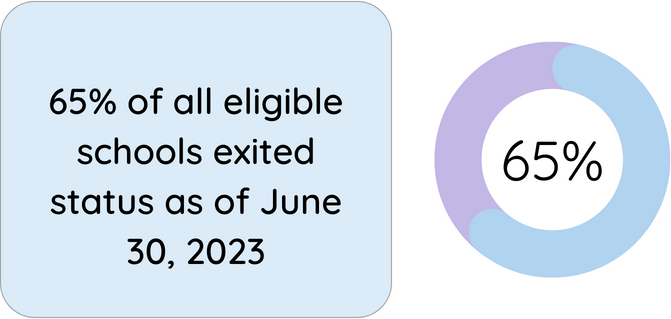 65% of all eligible
schools exited
status as of June
30, 2023
65%